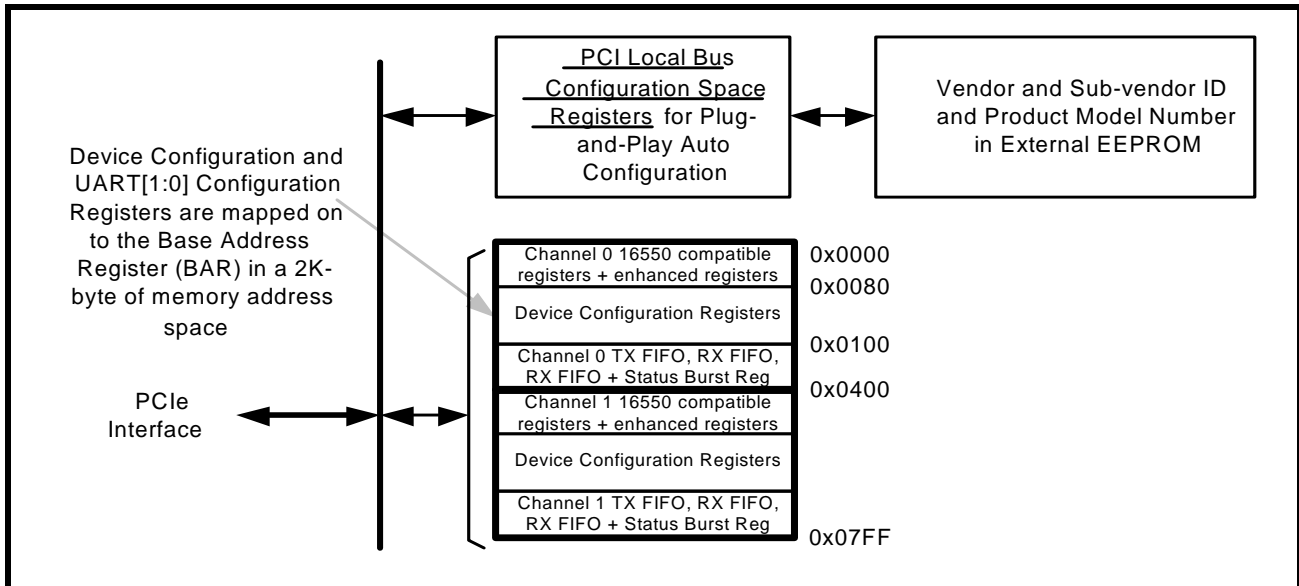 PCI Local Bus
Configuration Space
Registers for Plug-
and-Play Auto
Configuration
Vendor and Sub-vendor ID
and Product Model Number
in External EEPROM
Device Configuration and
UART[1:0] Configuration
Registers are mapped on
to the Base Address
Register (BAR) in a 2K-
byte of memory address
space
PCIe
Interface
Channel 0 16550 compatible
registers + enhanced registers
Device Configuration Registers
Channel 0 TX FIFO, RX FIFO,
RX FIFO + Status Burst Reg
Channel 1 16550 compatible
registers + enhanced registers
Device Configuration Registers
Channel 1 TX FIFO, RX FIFO,
RX FIFO + Status Burst Reg
0x0000
0x0080
0x0100
0x0400
0x07FF